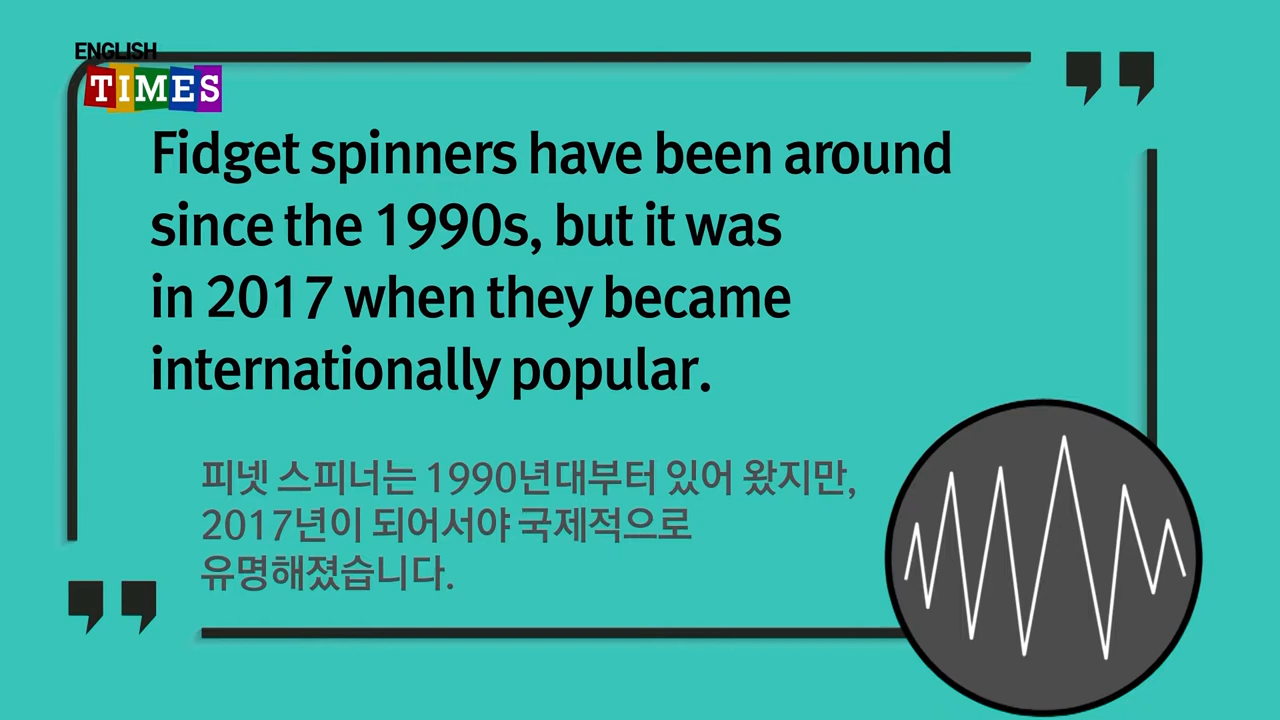 ENGLISH
TIMES
Fidget spinners have been around
since the 1990s, but it was
in 2017 when they became
internationally popular.
피넷 스피너는 1990년대부터 있어 왔지만,
2017년이 되어서야 국제적으로
유명해졌습니다.